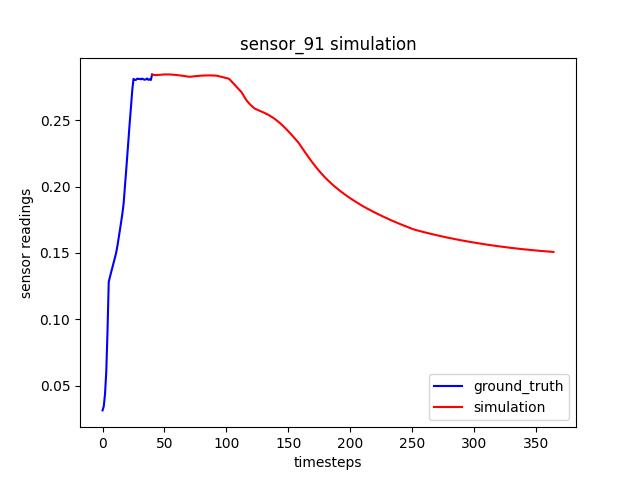 sensor_91 simulation
sensor readings
0.25
0.20
0.15
0.10
0.05
0 50 100 150 200 250 300 350
timesteps
ground_truth
simulation